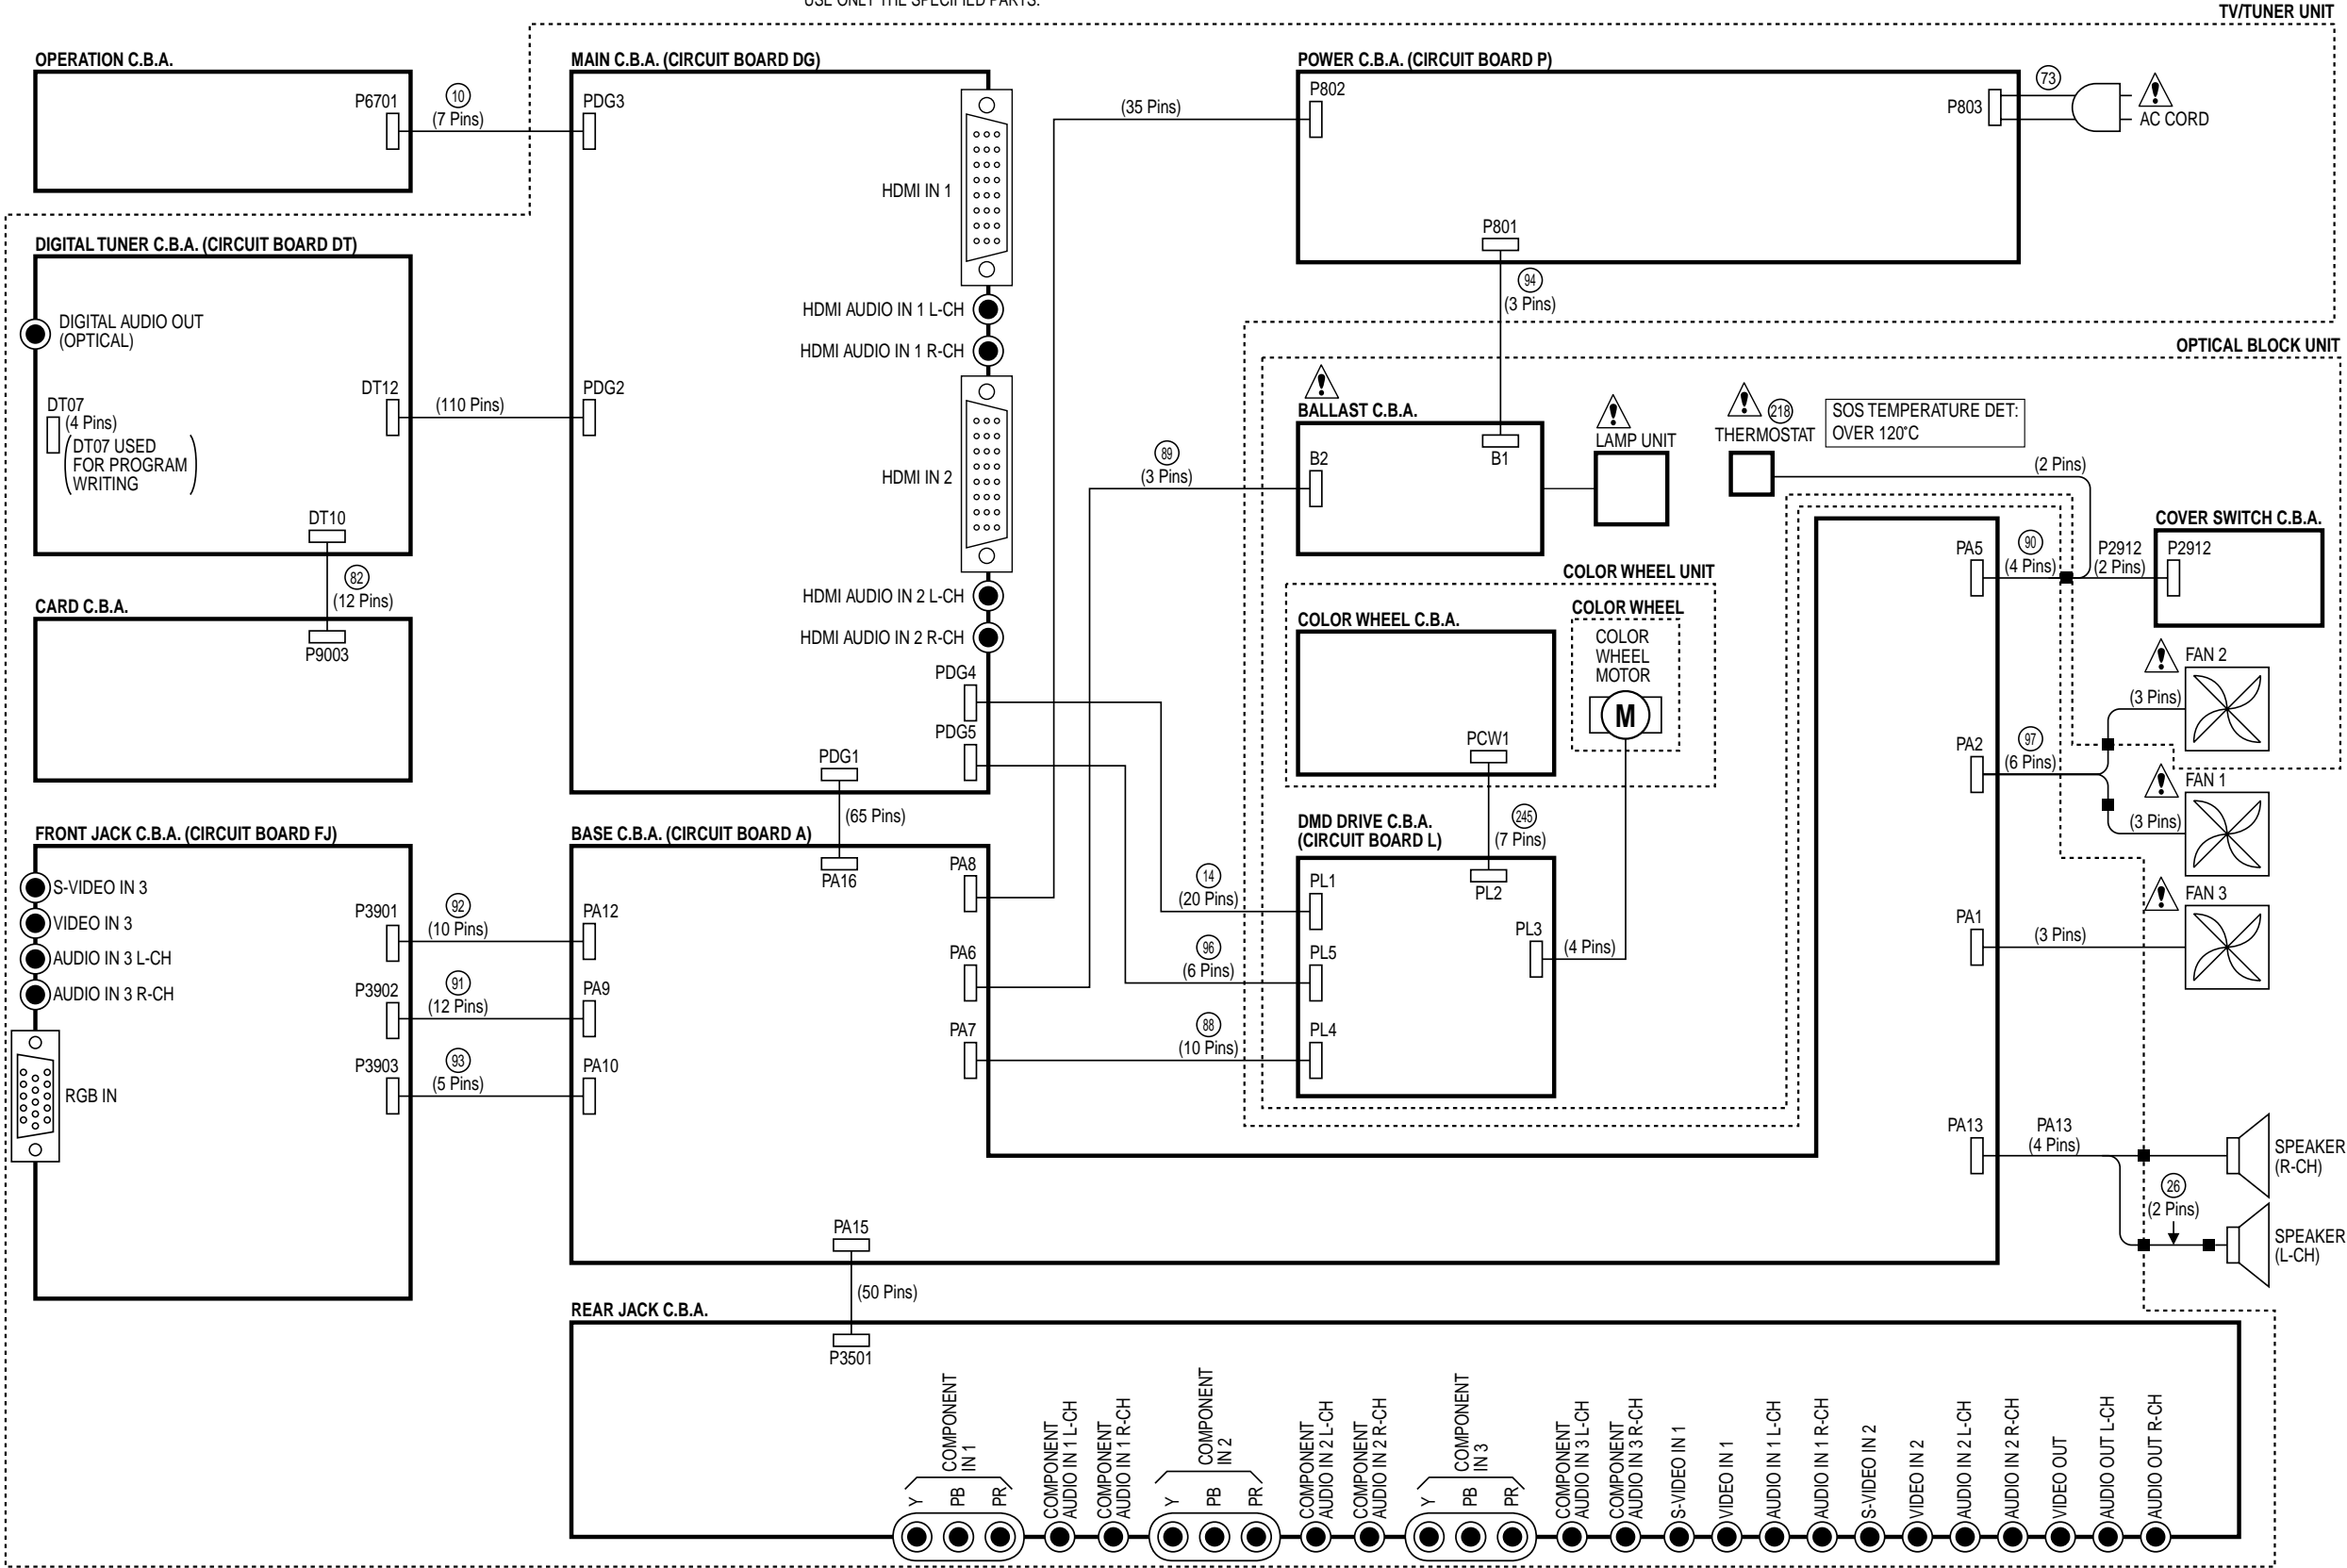 USE ONLY THE SPECIFIED PARTS.
TV/TUNER UNIT
OPERATION C.B.A.
P6701
10
(7 Pins)
MAIN C.B.A. (CIRCUIT BOARD DG)
PDG3
HDMI IN 1
HDMI AUDIO IN 1 L-CH
HDMI AUDIO IN 1 R-CH
PDG2
HDMI IN 2
HDMI AUDIO IN 2 L-CH
HDMI AUDIO IN 2 R-CH
PDG4
PDG5
PDG1
(65 Pins)
(35 Pins)
POWER C.B.A. (CIRCUIT BOARD P)
P802
P803
73
AC CORD
P801
94
(3 Pins)
DIGITAL TUNER C.B.A. (CIRCUIT BOARD DT)
DIGITAL AUDIO OUT
(OPTICAL)
DT07
(4 Pins)
(DT07 USED
FOR PROGRAM
WRITING)
DT12
(110 Pins)
DT10
82
(12 Pins)
CARD C.B.A.
P9003
OPTICAL BLOCK UNIT
BALLAST C.B.A.
B2
B1
89
(3 Pins)
LAMP UNIT
218
THERMOSTAT
SOS TEMPERATURE DET:
OVER 120˚C
(2 Pins)
COVER SWITCH C.B.A.
PA5
90
(4 Pins)
P2912
(2 Pins)
P2912
COLOR WHEEL UNIT
COLOR WHEEL C.B.A.
COLOR WHEEL
COLOR
WHEEL
MOTOR
M
PCW1
245
(7 Pins)
FAN 2
(3 Pins)
PA2
97
(6 Pins)
FAN 1
(3 Pins)
FAN 3
PA1
(3 Pins)
DMD DRIVE C.B.A.
(CIRCUIT BOARD L)
PL2
PL1
14
(20 Pins)
PL3
(4 Pins)
PL5
96
(6 Pins)
PL4
88
(10 Pins)
FRONT JACK C.B.A. (CIRCUIT BOARD FJ)
S-VIDEO IN 3
VIDEO IN 3
AUDIO IN 3 L-CH
AUDIO IN 3 R-CH
RGB IN
P3901
92
(10 Pins)
P3902
91
(12 Pins)
P3903
93
(5 Pins)
BASE C.B.A. (CIRCUIT BOARD A)
PA16
PA12
PA9
PA10
PA8
PA6
PA7
PA13
PA13
(4 Pins)
SPEAKER
(R-CH)
26
(2 Pins)
SPEAKER
(L-CH)
PA15
(50 Pins)
REAR JACK C.B.A.
P3501
COMPONENT
IN 1
Y
PB
PR
COMPONENT
AUDIO IN 1 L-CH
COMPONENT
AUDIO IN 1 R-CH
COMPONENT
IN 2
Y
PB
PR
COMPONENT
AUDIO IN 2 L-CH
COMPONENT
AUDIO IN 2 R-CH
COMPONENT
IN 3
Y
PB
PR
COMPONENT
AUDIO IN 3 L-CH
COMPONENT
AUDIO IN 3 R-CH
S-VIDEO IN 1
VIDEO IN 1
AUDIO IN 1 L-CH
AUDIO IN 1 R-CH
S-VIDEO IN 2
VIDEO IN 2
AUDIO IN 2 L-CH
AUDIO IN 2 R-CH
VIDEO OUT
AUDIO OUT L-CH
AUDIO OUT R-CH